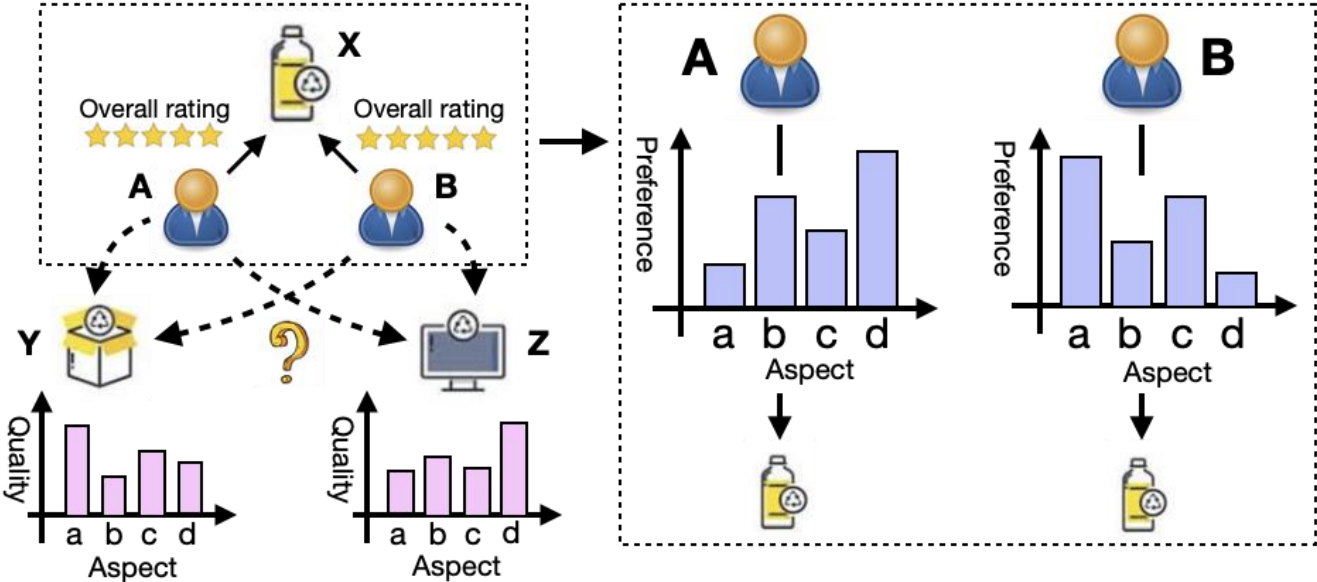 X
Overall rating
Overall rating
A
B
Y
?
Z
Quality
a b c d
Aspect
Quality
a b c d
Aspect
A
B
Preference
a b c d
Aspect
Preference
a b c d
Aspect